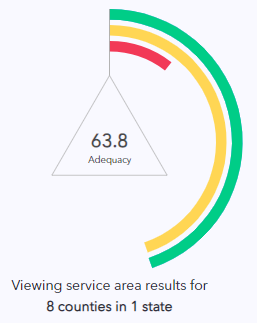 63.8
Adequacy
Viewing service area results for
8 counties in 1 state